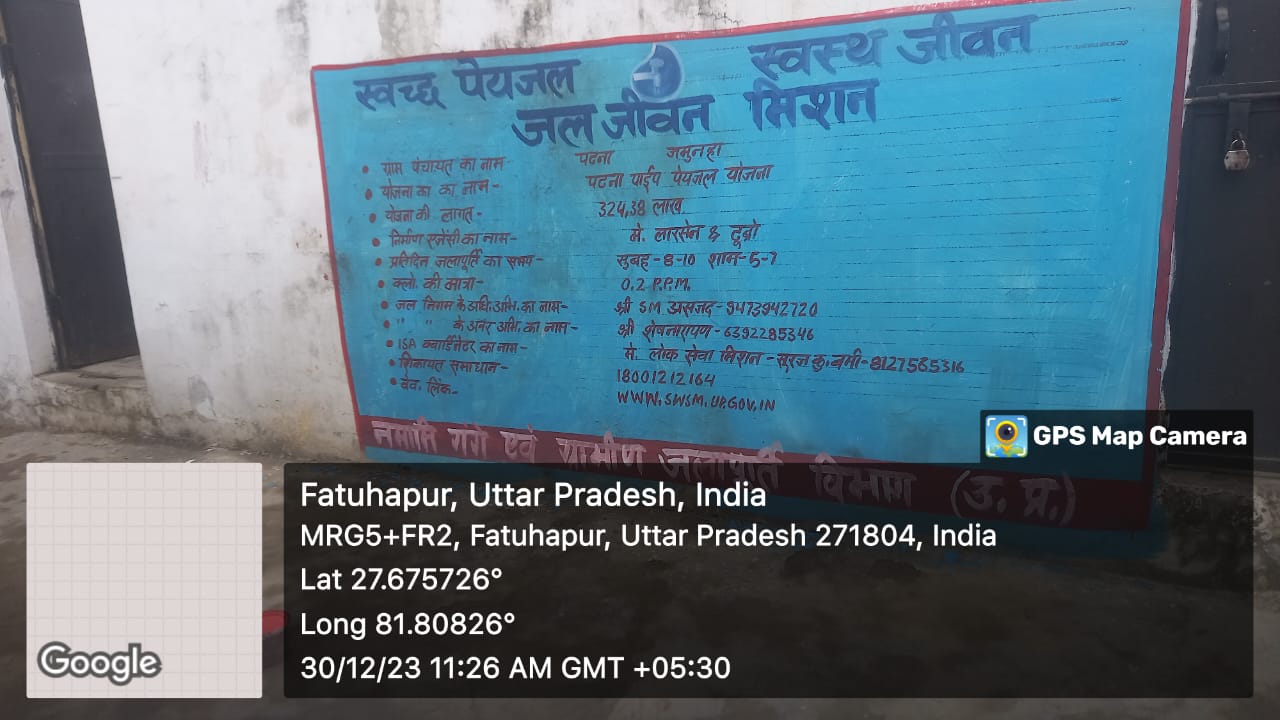 स्वच्छ पेयजल स्वस्थ जीवन
जल जीवन मिशन
• ग्राम पंचायत का नाम पटना जमुनहा
• योजना का का नाम - पटना पाईप पेयजल योजना
• योजना की लागत - 324,38 लाख
• निर्माण एजेंसी का नाम - मे. लारसेन & टूब्रो
• प्रतिदिन जलापूर्ति का समय - सुबह - 8-10 शाम - 5-7
• क्लो. की मात्रा - 0.2 P.P.M.
• जल निगम के अधि. अभि. का नाम - श्री SM असजद - 9473942720
• " " के अवर अभि. का नाम - श्री शेषनारायण - 6392285346
• ISA क्वार्डिनेटर का नाम - मे. लोक सेवा मिशन - सूरज कु. वर्मा - 8127585316
• शिकायत समाधान - 18001212164
• वेव. लिंक - WWW.SWSM.UP.GOV.IN
नमामि गंगे एवं ग्रामीण जलापूर्ति विभाग (उ. प्र.)
GPS Map Camera
Fatuhapur, Uttar Pradesh, India
MRG5+FR2, Fatuhapur, Uttar Pradesh 271804, India
Lat 27.675726°
Long 81.80826°
30/12/23 11:26 AM GMT +05:30
Google